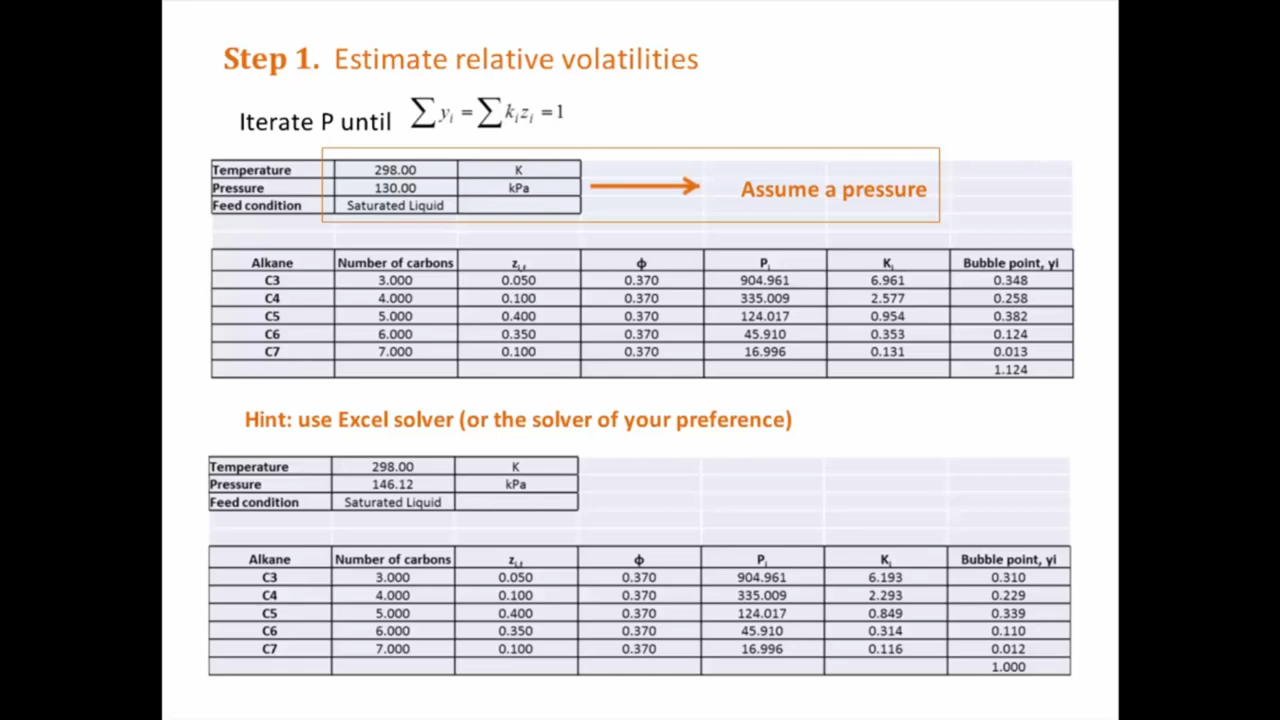 Step 1. Estimate relative volatilities
Iterate P until ∑ yᵢ = ∑ kᵢzᵢ = 1
Temperature 298.00 K
Pressure 130.00 kPa
Feed condition Saturated Liquid
Assume a pressure
Alkane Number of carbons zᵢ,f ϕ Pᵢ Kᵢ Bubble point, yi
C3 3.000 0.050 0.370 904.961 6.961 0.348
C4 4.000 0.100 0.370 335.009 2.577 0.258
C5 5.000 0.400 0.370 124.017 0.954 0.382
C6 6.000 0.350 0.370 45.910 0.353 0.124
C7 7.000 0.100 0.370 16.996 0.131 0.013
1.124
Hint: use Excel solver (or the solver of your preference)
Temperature 298.00 K
Pressure 146.12 kPa
Feed condition Saturated Liquid
Alkane Number of carbons zᵢ,f ϕ Pᵢ Kᵢ Bubble point, yi
C3 3.000 0.050 0.370 904.961 6.193 0.310
C4 4.000 0.100 0.370 335.009 2.293 0.229
C5 5.000 0.400 0.370 124.017 0.849 0.339
C6 6.000 0.350 0.370 45.910 0.314 0.110
C7 7.000 0.100 0.370 16.996 0.116 0.012
1.000